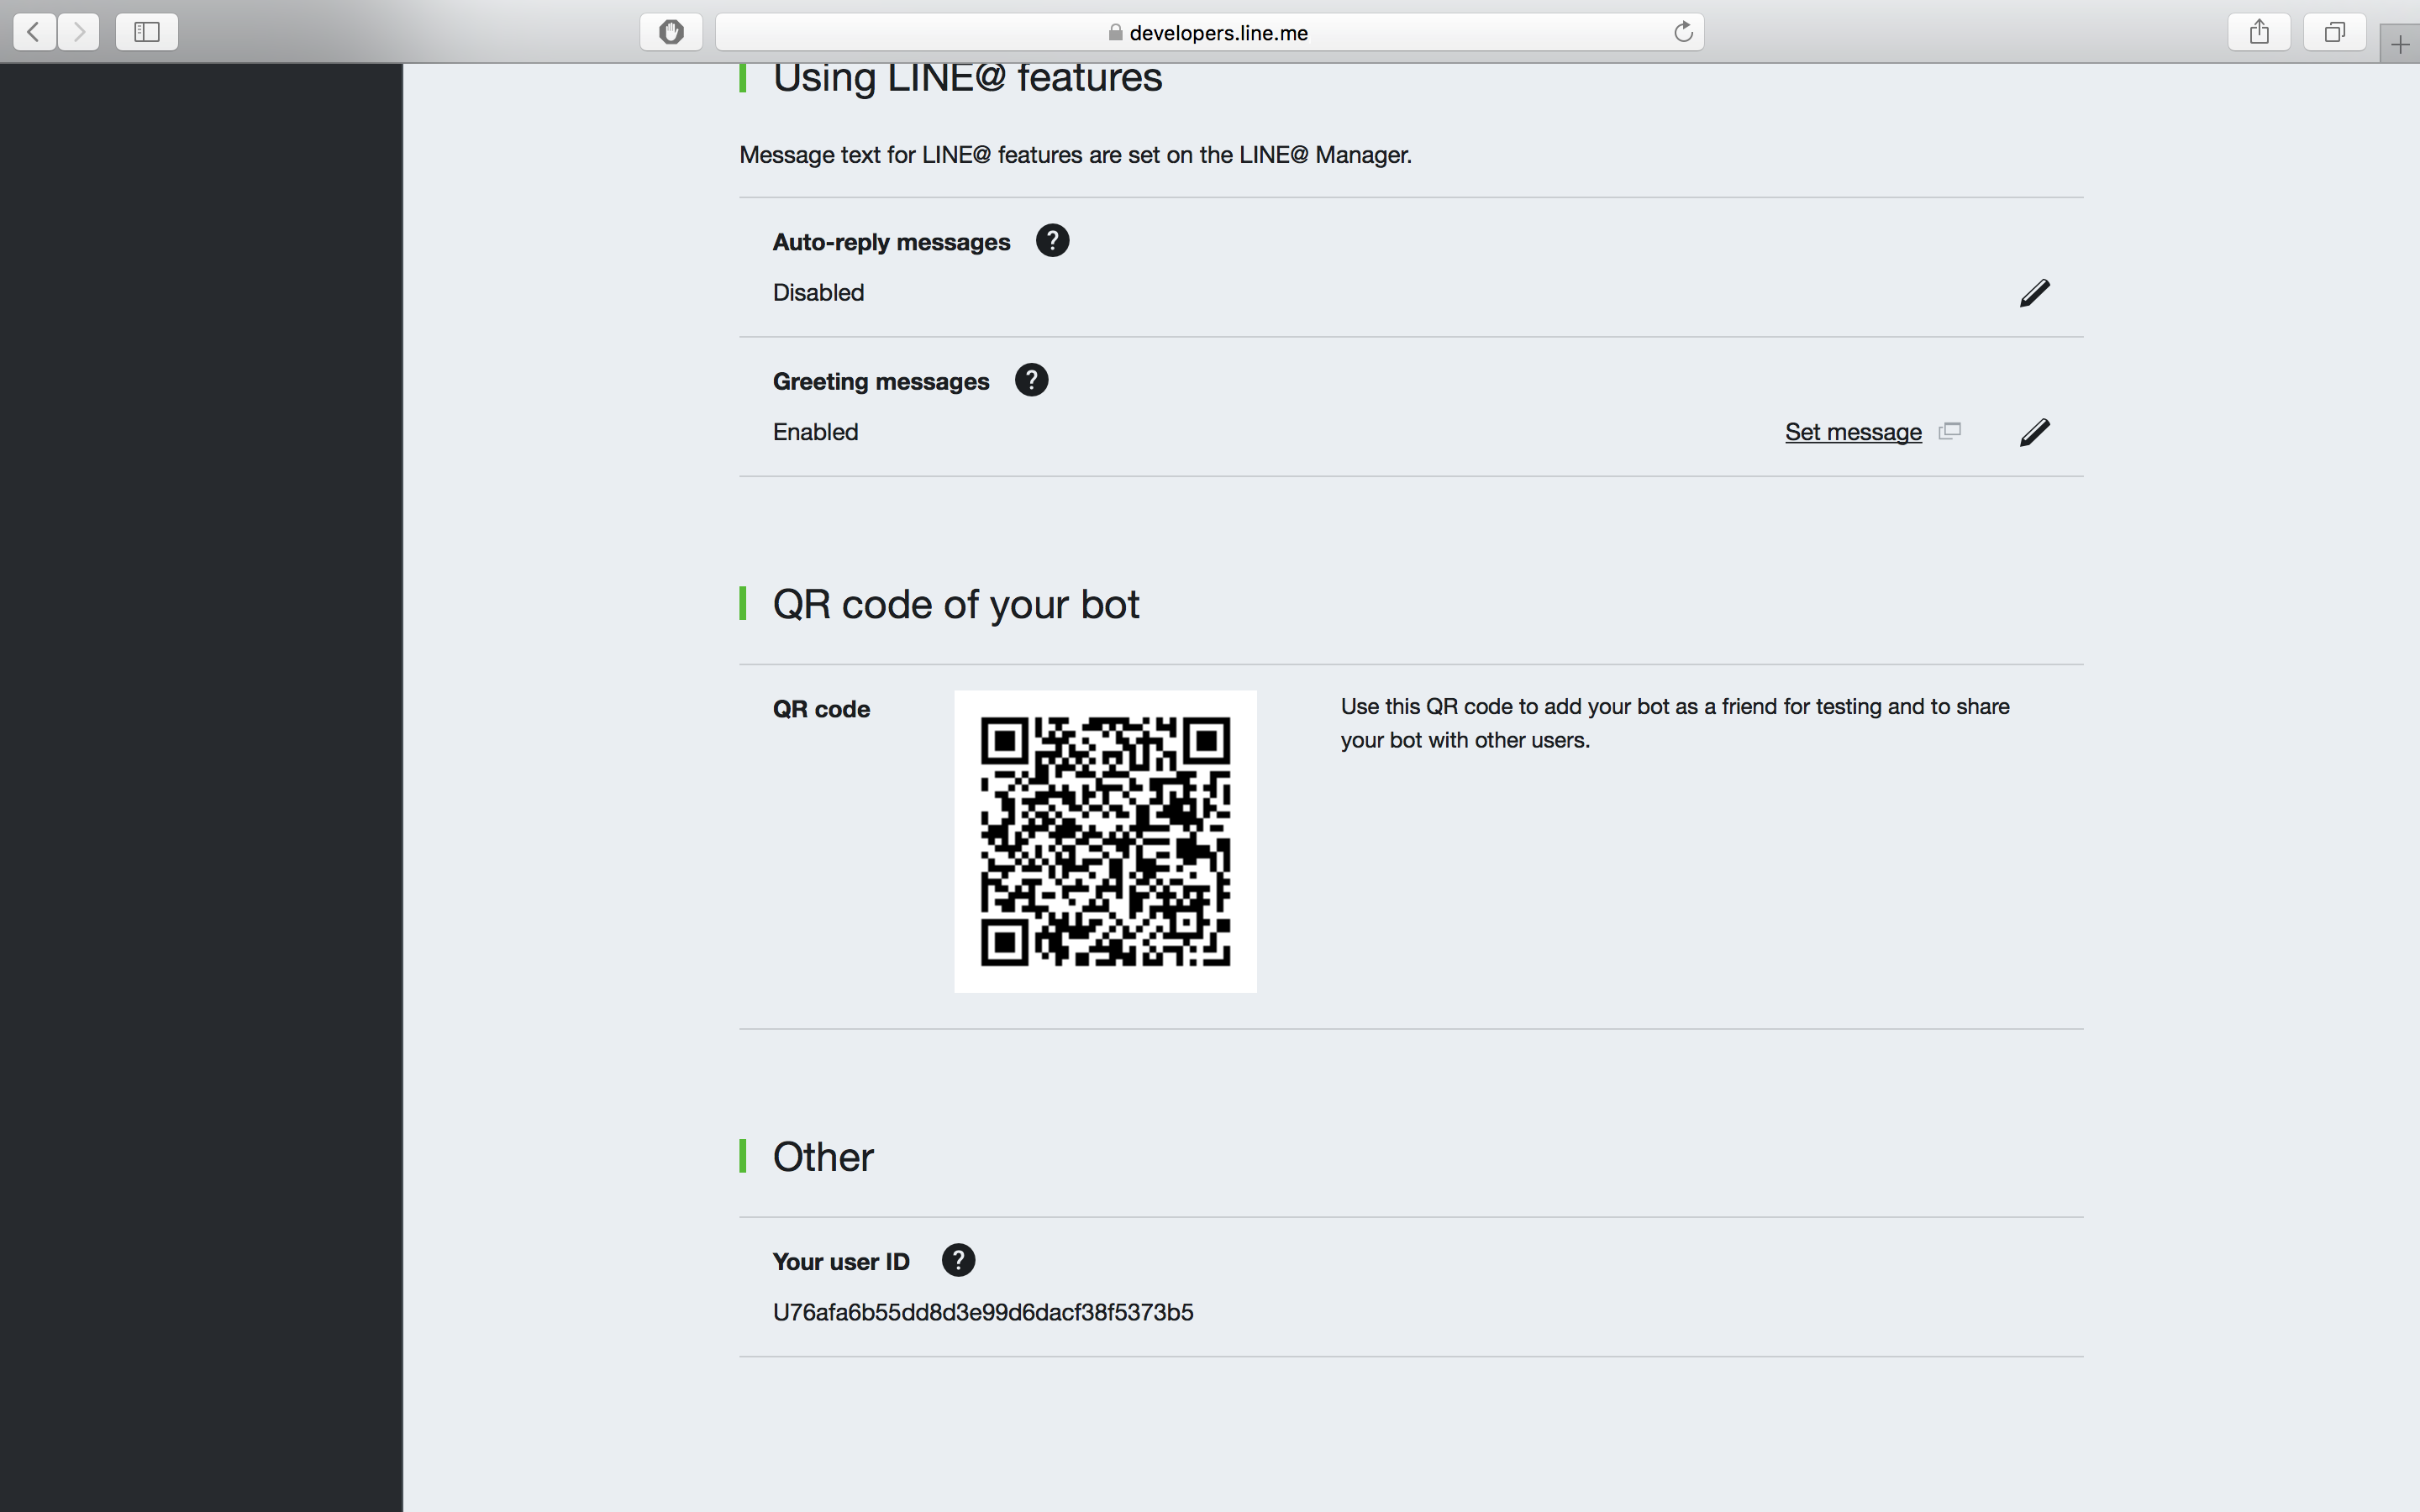 developers.line.me
Using LINE@ features
Message text for LINE@ features are set on the LINE@ Manager.
Auto-reply messages ?
Disabled
Greeting messages ?
Enabled
Set message
QR code of your bot
QR code
Use this QR code to add your bot as a friend for testing and to share
your bot with other users.
Other
Your user ID ?
U76afa6b55dd8d3e99d6dacf38f5373b5